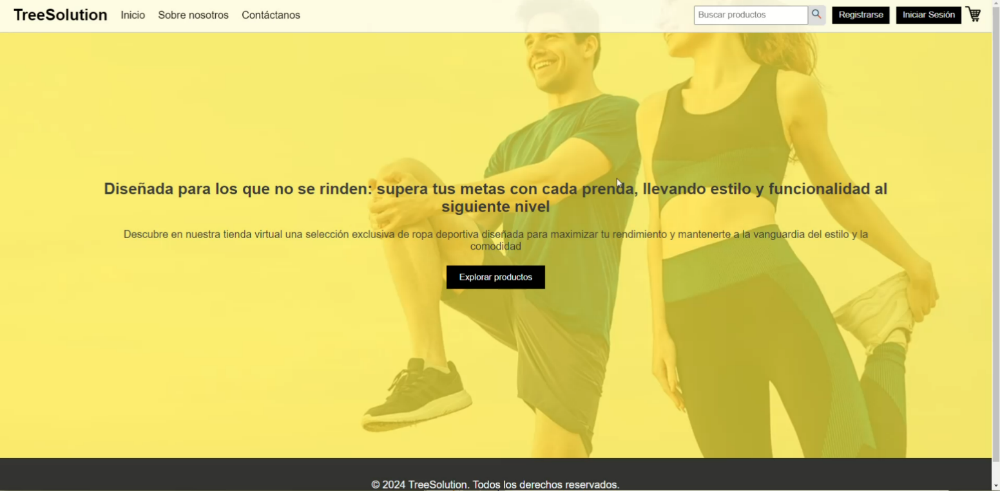 TreeSolution Inicio Sobre nosotros Contáctanos Buscar productos Registrarse Iniciar Sesión
Diseñada para los que no se rinden: supera tus metas con cada prenda, llevando estilo y funcionalidad al
siguiente nivel
Descubre en nuestra tienda virtual una selección exclusiva de ropa deportiva diseñada para maximizar tu rendimiento y mantenerte a la vanguardia del estilo y la
comodidad
Explorar productos
© 2024 TreeSolution. Todos los derechos reservados.